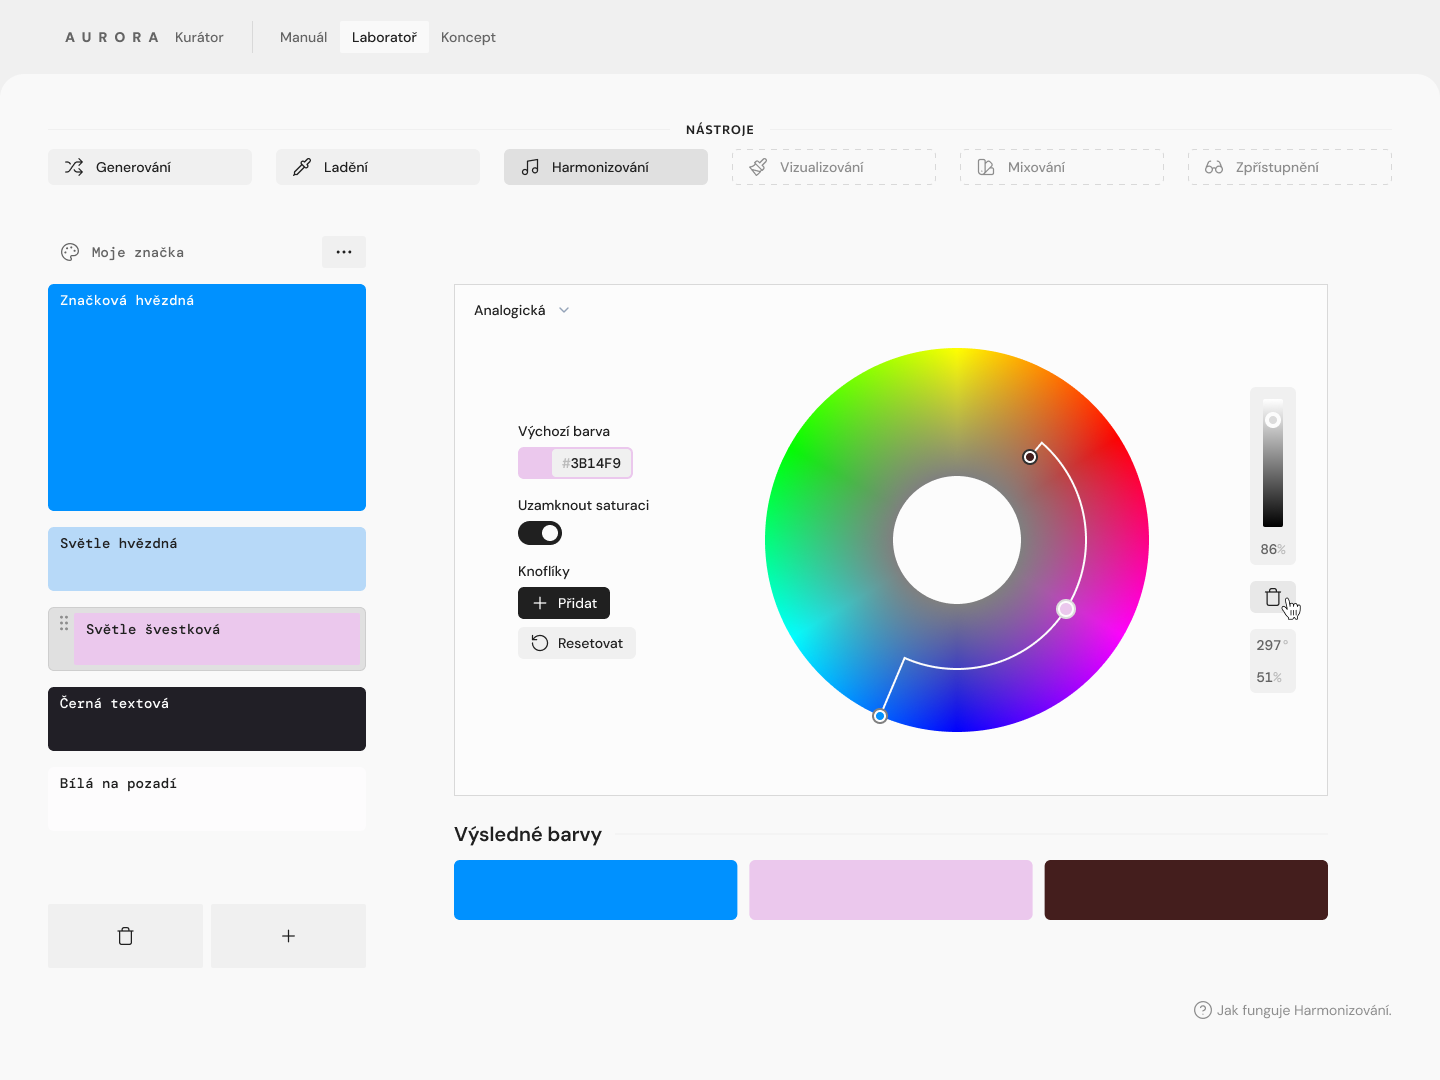 AURORA Kurátor Manuál Laboratoř Koncept
NÁSTROJE
Generování Ladění Harmonizování Vizualizování Mixování Zpřístupnění
Moje značka
Značková hvězdná
Světle hvězdná
Světle švestková
Černá textová
Bílá na pozadí
Analogická
Výchozí barva
#3B14F9
Uzamknout saturaci
Knoflíky
Přidat
Resetovat
86%
297°
51%
Výsledné barvy
Jak funguje Harmonizování.